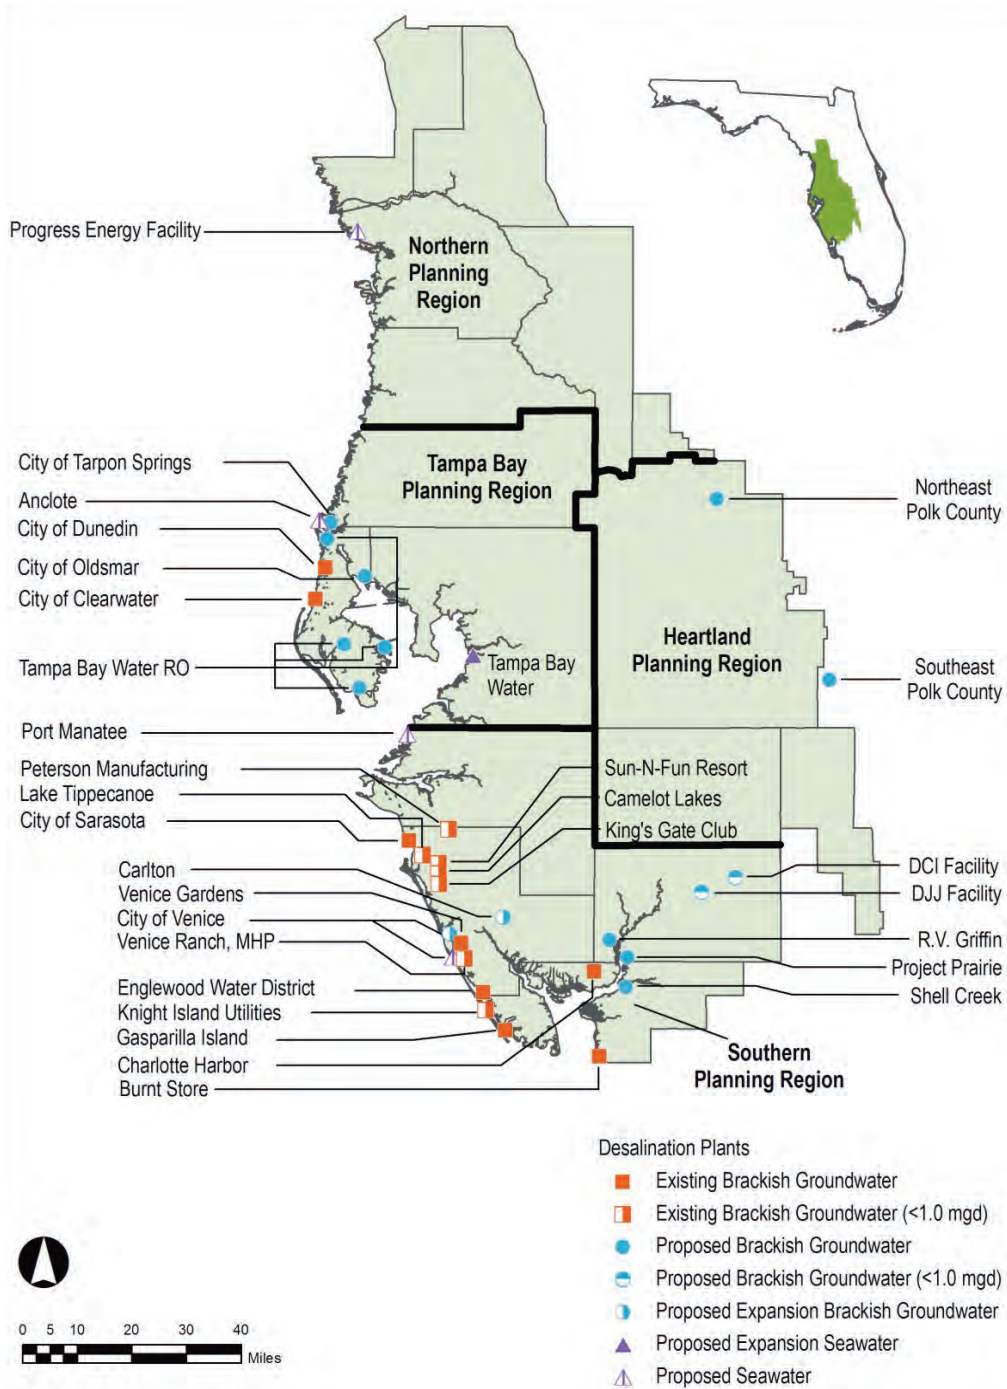 Progress Energy Facility
Northern
Planning
Region
City of Tarpon Springs
Anclote
City of Dunedin
City of Oldsmar
City of Clearwater
Tampa Bay Water RO
Tampa Bay
Planning Region
Northeast
Polk County
Heartland
Planning Region
Southeast
Polk County
Tampa Bay
Water
Port Manatee
Peterson Manufacturing
Lake Tippecanoe
City of Sarasota
Sun-N-Fun Resort
Camelot Lakes
King's Gate Club
Carlton
Venice Gardens
City of Venice
Venice Ranch, MHP
DCI Facility
DJJ Facility
R.V. Griffin
Project Prairie
Shell Creek
Englewood Water District
Knight Island Utilities
Gasparilla Island
Charlotte Harbor
Burnt Store
Southern
Planning Region
Desalination Plants
Existing Brackish Groundwater
Existing Brackish Groundwater (<1.0 mgd)
Proposed Brackish Groundwater
Proposed Brackish Groundwater (<1.0 mgd)
Proposed Expansion Brackish Groundwater
Proposed Expansion Seawater
Proposed Seawater
0 5 10 20 30 40
Miles